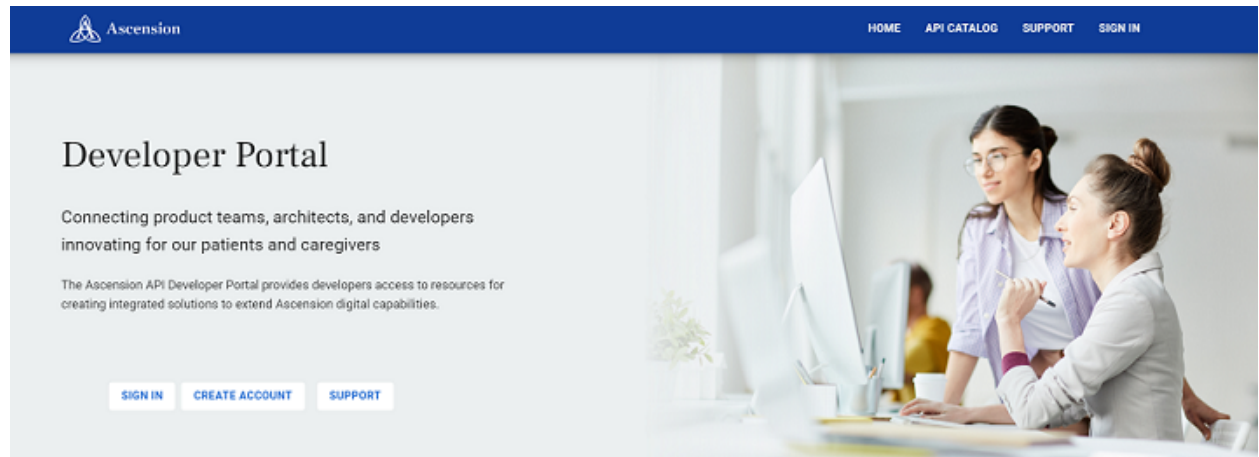 Ascension
HOME API CATALOG SUPPORT SIGN IN
Developer Portal
Connecting product teams, architects, and developers
innovating for our patients and caregivers
The Ascension API Developer Portal provides developers access to resources for
creating integrated solutions to extend Ascension digital capabilities.
SIGN IN CREATE ACCOUNT SUPPORT